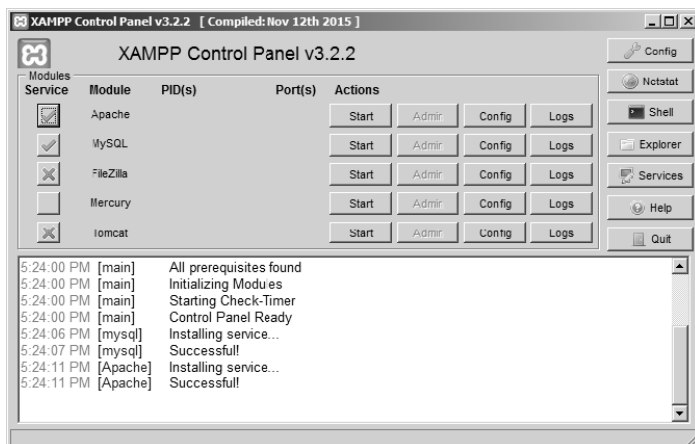 XAMPP Control Panel v3.2.2 [ Compiled: Nov 12th 2015 ]
XAMPP Control Panel v3.2.2
Config
Modules
Service Module PID(s) Port(s) Actions
Netstat
Apache Start Admin Config Logs
Shell
MySQL Start Admin Config Logs
Explorer
FileZilla Start Admin Config Logs
Services
Mercury Start Admin Config Logs
Help
Tomcat Start Admin Config Logs
Quit
5:24:00 PM [main] All prerequisites found
5:24:00 PM [main] Initializing Modules
5:24:00 PM [main] Starting Check-Timer
5:24:00 PM [main] Control Panel Ready
5:24:06 PM [mysql] Installing service...
5:24:07 PM [mysql] Successful!
5:24:11 PM [Apache] Installing service...
5:24:11 PM [Apache] Successful!